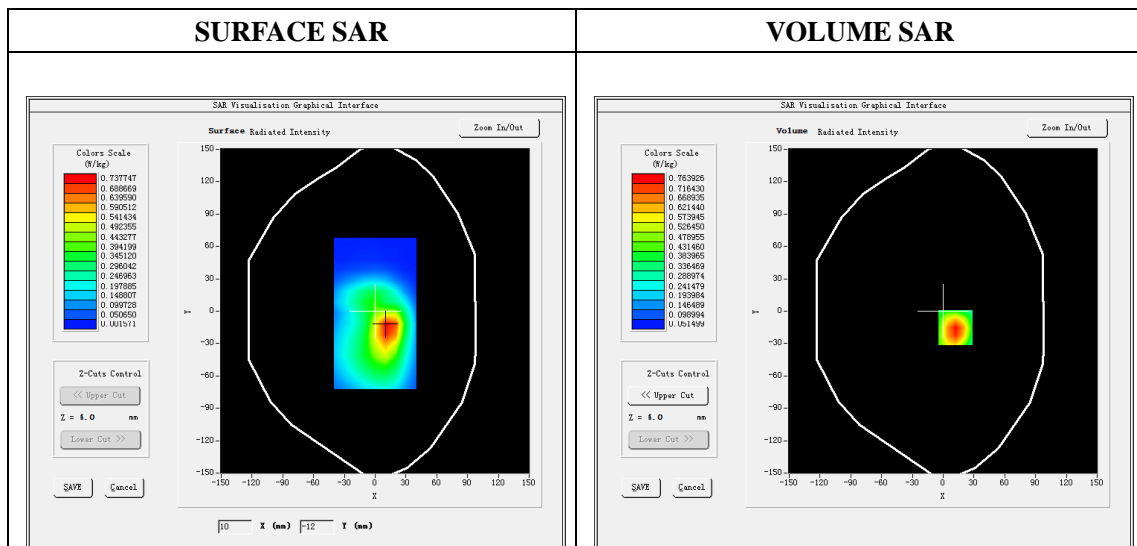 SURFACE SAR
VOLUME SAR
SAR Visualisation Graphical Interface
Surface Radiated Intensity
Zoom In/Out
Colors Scale
(W/kg)
0.737747
0.688669
0.639590
0.590512
0.541434
0.492355
0.443277
0.394199
0.345120
0.296042
0.246963
0.197885
0.148807
0.099728
0.050650
0.001571
Z-Cuts Control
<< Upper Cut
Z = 4.0 mm
Lower Cut >>
SAVE Cancel
150
120
90
60
30
0
-30
-60
-90
-120
-150
Y
-150 -120 -90 -60 -30 0 30 60 90 120 150
X
10 X (mm) -12 Y (mm)
SAR Visualisation Graphical Interface
Volume Radiated Intensity
Zoom In/Out
Colors Scale
(W/kg)
0.763926
0.716430
0.668935
0.621440
0.573945
0.526450
0.478955
0.431460
0.383965
0.336469
0.288974
0.241479
0.193984
0.146489
0.098994
0.051499
Z-Cuts Control
<< Upper Cut
Z = 4.0 mm
Lower Cut >>
SAVE Cancel
150
120
90
60
30
0
-30
-60
-90
-120
-150
Y
-150 -120 -90 -60 -30 0 30 60 90 120 150
X